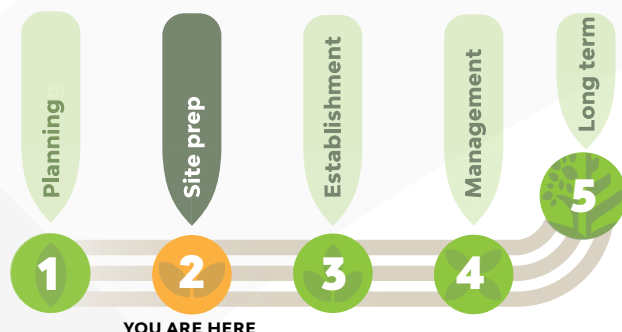 Planning
Site prep
Establishment
Management
Long term
1
2
3
4
5
YOU ARE HERE